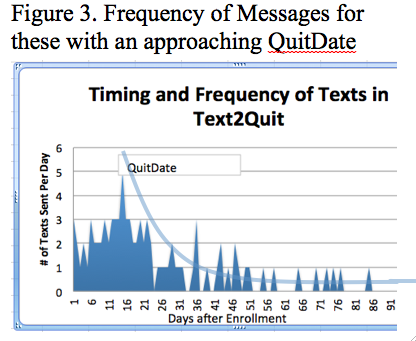 Figure 3. Frequency of Messages for
these with an approaching QuitDate
Timing and Frequency of Texts in
Text2Quit
# of Texts Sent Per Day
6
5
4
3
2
1
0
QuitDate
1 6 11 16 21 26 31 36 41 46 51 56 61 66 71 76 81 86 91
Days after Enrollment